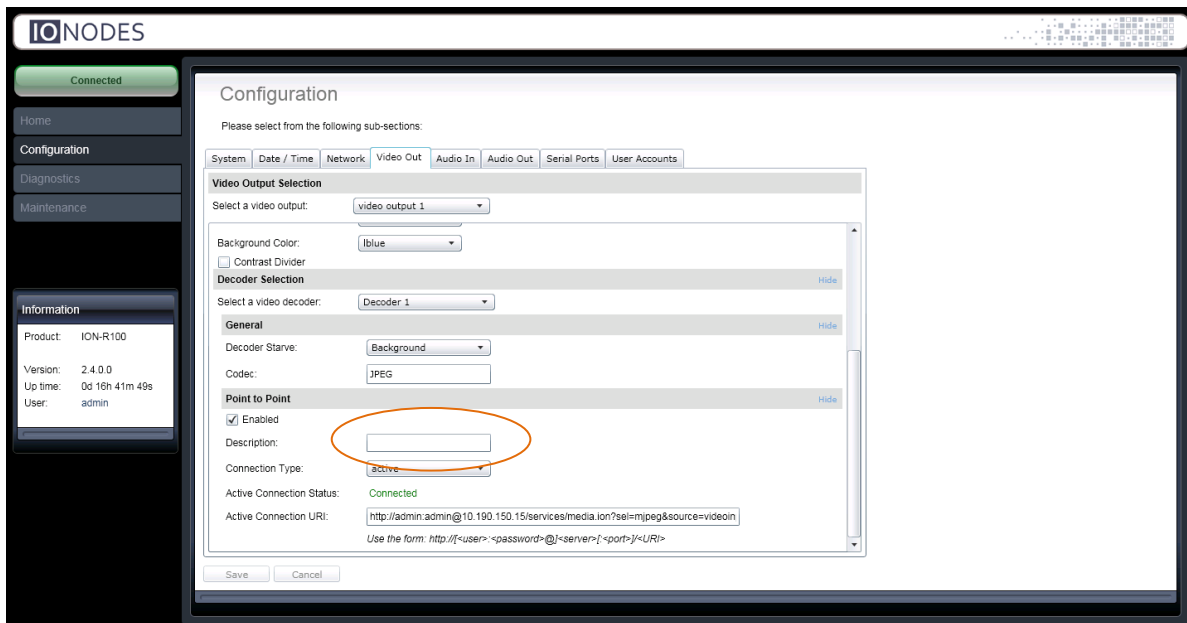 IONODES
Connected
Home
Configuration
Diagnostics
Maintenance
Information
Product: ION-R100
Version: 2.4.0.0
Up time: 0d 16h 41m 49s
User: admin
Configuration
Please select from the following sub-sections:
System Date / Time Network Video Out Audio In Audio Out Serial Ports User Accounts
Video Output Selection
Select a video output: video output 1
Background Color: lblue
Contrast Divider
Decoder Selection Hide
Select a video decoder: Decoder 1
General Hide
Decoder Starve: Background
Codec: JPEG
Point to Point Hide
Enabled
Description:
Connection Type: active
Active Connection Status: Connected
Active Connection URI: http://admin:admin@10.190.150.15/services/media.ion?sel=mjpeg&source=videoin
Use the form: http://[<user>:<password>@]<server>[:<port>]/<URI>
Save Cancel